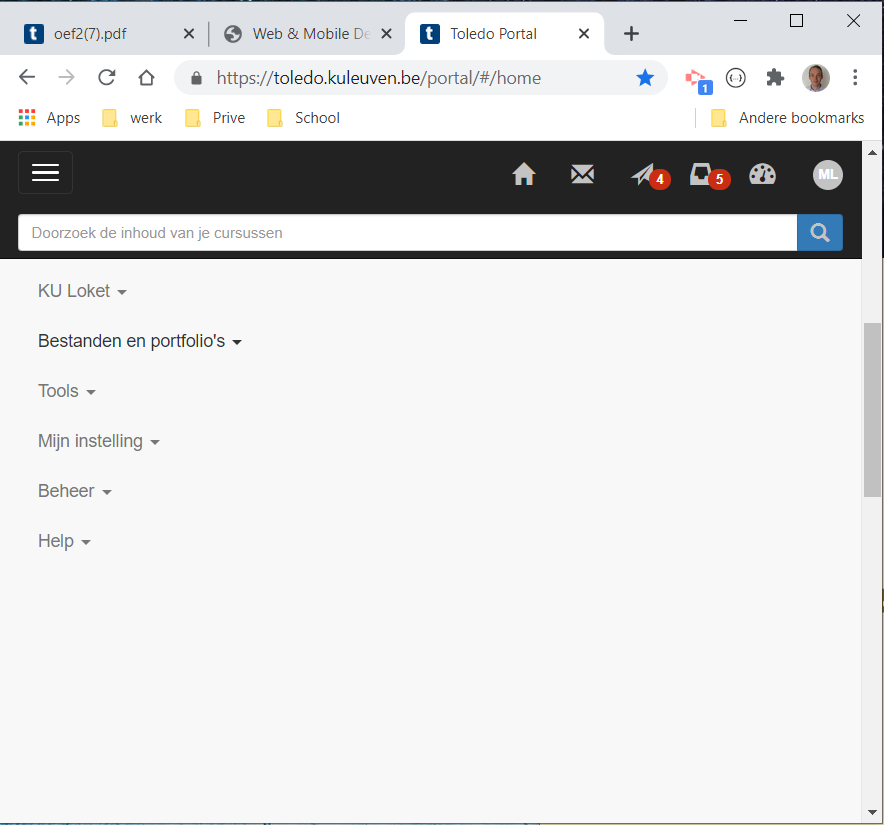 oef2(7).pdf Web & Mobile De Toledo Portal
https://toledo.kuleuven.be/portal/#/home 1
Apps werk Prive School Andere bookmarks
4 5 ML
Doorzoek de inhoud van je cursussen
KU Loket
Bestanden en portfolio's
Tools
Mijn instelling
Beheer
Help